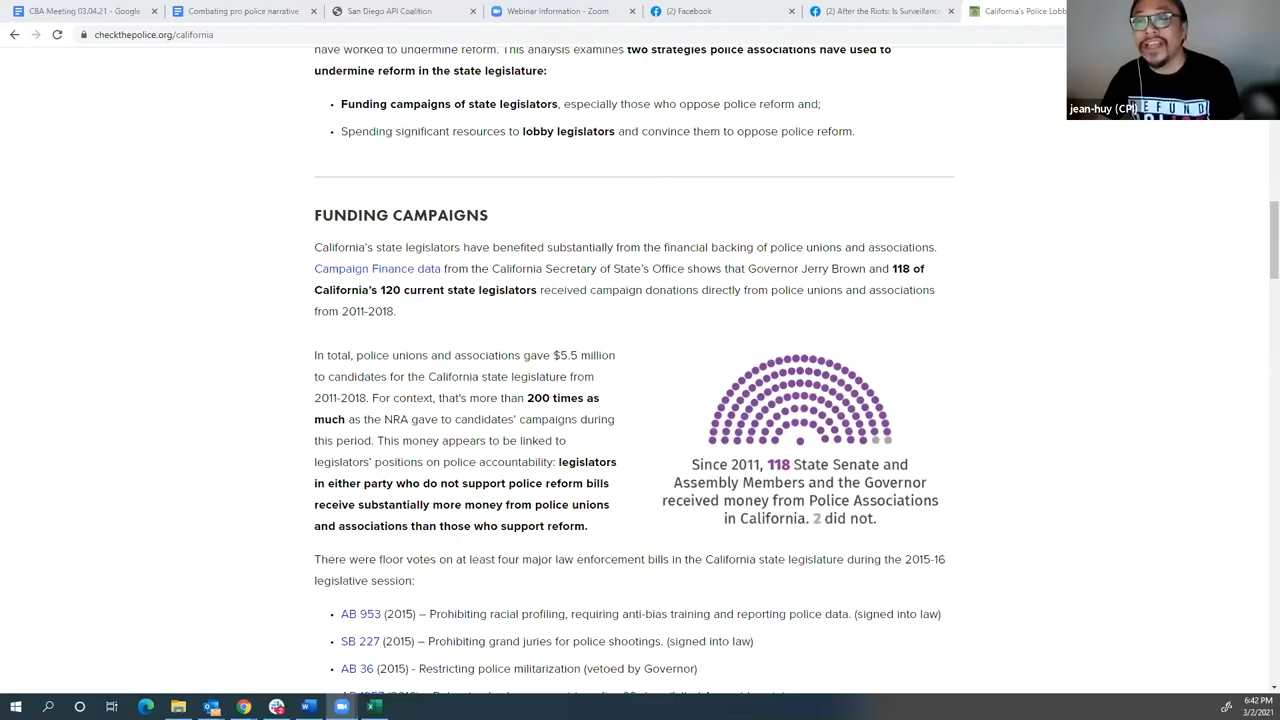 CBA Meeting 03.04.21 - Google
Combating pro police narrative
San Diego API Coalition
Webinar Information - Zoom
(2) Facebook
(2) After the Riots: Is Surveillanc
California's Police Lobb
checkthepolice.org/california
jean-huy (CPI)
EFUND
have worked to undermine reform. This analysis examines two strategies police associations have used to
undermine reform in the state legislature:
• Funding campaigns of state legislators, especially those who oppose police reform and;
• Spending significant resources to lobby legislators and convince them to oppose police reform.
FUNDING CAMPAIGNS
California's state legislators have benefited substantially from the financial backing of police unions and associations.
Campaign Finance data from the California Secretary of State's Office shows that Governor Jerry Brown and 118 of
California's 120 current state legislators received campaign donations directly from police unions and associations
from 2011-2018.
In total, police unions and associations gave $5.5 million
to candidates for the California state legislature from
2011-2018. For context, that's more than 200 times as
much as the NRA gave to candidates' campaigns during
this period. This money appears to be linked to
legislators' positions on police accountability: legislators
in either party who do not support police reform bills
receive substantially more money from police unions
and associations than those who support reform.
Since 2011, 118 State Senate and
Assembly Members and the Governor
received money from Police Associations
in California. 2 did not.
There were floor votes on at least four major law enforcement bills in the California state legislature during the 2015-16
legislative session:
• AB 953 (2015) – Prohibiting racial profiling, requiring anti-bias training and reporting police data. (signed into law)
• SB 227 (2015) – Prohibiting grand juries for police shootings. (signed into law)
• AB 36 (2015) - Restricting police militarization (vetoed by Governor)
6:42 PM
3/2/2021